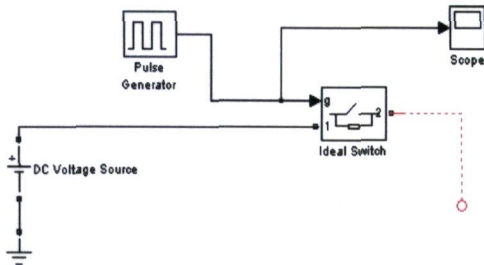 Pulse
Generator
Scope
g
1
2
Ideal Switch
+
DC Voltage Source